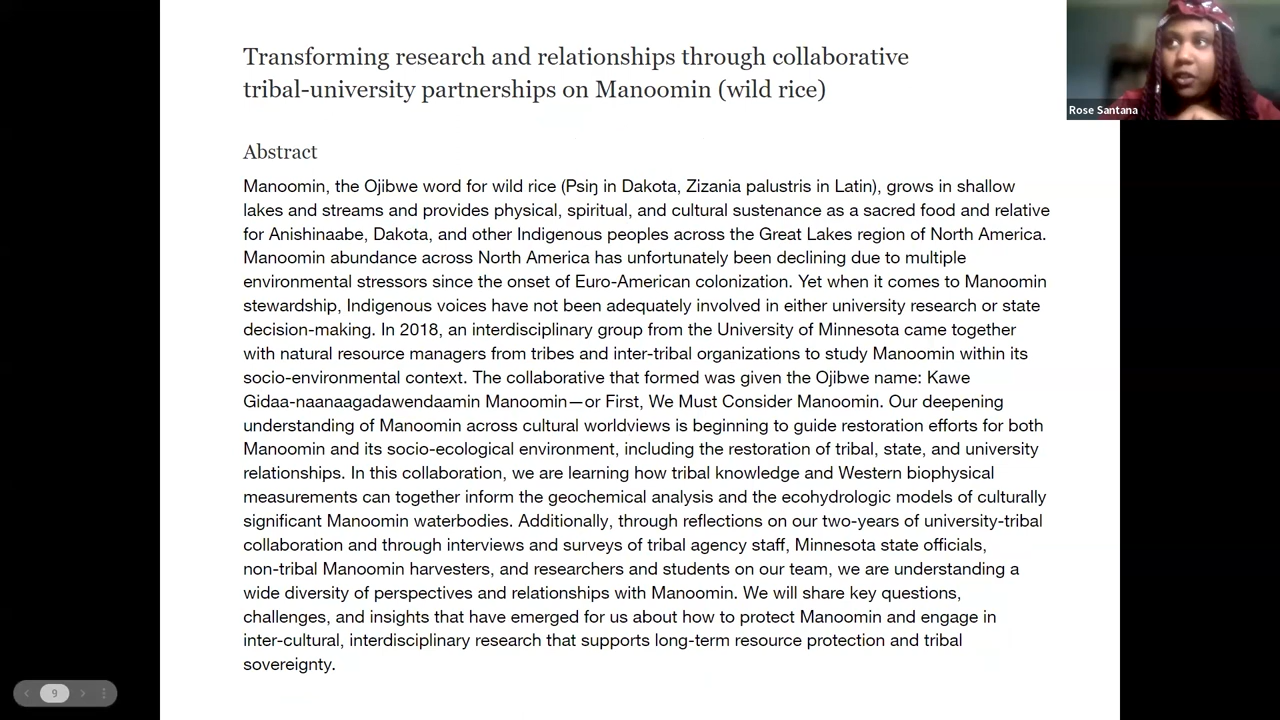 Transforming research and relationships through collaborative
tribal-university partnerships on Manoomin (wild rice)
Rose Santana
Abstract
Manoomin, the Ojibwe word for wild rice (Psiŋ in Dakota, Zizania palustris in Latin), grows in shallow
lakes and streams and provides physical, spiritual, and cultural sustenance as a sacred food and relative
for Anishinaabe, Dakota, and other Indigenous peoples across the Great Lakes region of North America.
Manoomin abundance across North America has unfortunately been declining due to multiple
environmental stressors since the onset of Euro-American colonization. Yet when it comes to Manoomin
stewardship, Indigenous voices have not been adequately involved in either university research or state
decision-making. In 2018, an interdisciplinary group from the University of Minnesota came together
with natural resource managers from tribes and inter-tribal organizations to study Manoomin within its
socio-environmental context. The collaborative that formed was given the Ojibwe name: Kawe
Gidaa-naanaagadawendaamin Manoomin—or First, We Must Consider Manoomin. Our deepening
understanding of Manoomin across cultural worldviews is beginning to guide restoration efforts for both
Manoomin and its socio-ecological environment, including the restoration of tribal, state, and university
relationships. In this collaboration, we are learning how tribal knowledge and Western biophysical
measurements can together inform the geochemical analysis and the ecohydrologic models of culturally
significant Manoomin waterbodies. Additionally, through reflections on our two-years of university-tribal
collaboration and through interviews and surveys of tribal agency staff, Minnesota state officials,
non-tribal Manoomin harvesters, and researchers and students on our team, we are understanding a
wide diversity of perspectives and relationships with Manoomin. We will share key questions,
challenges, and insights that have emerged for us about how to protect Manoomin and engage in
inter-cultural, interdisciplinary research that supports long-term resource protection and tribal
sovereignty.
9